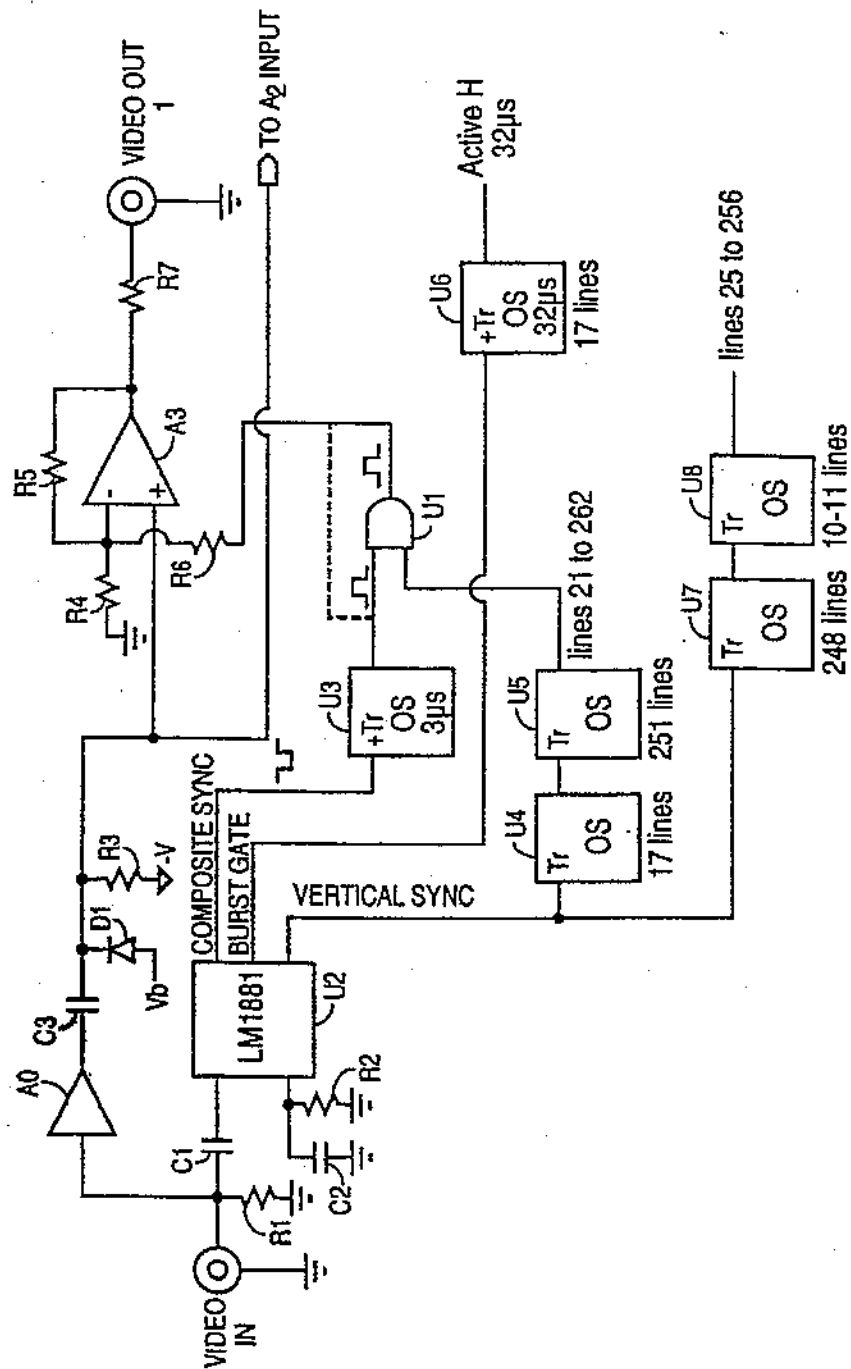 VIDEO
IN
R1
A0
C1
C2
R2
LM1881
U2
C3
Vb
D1
R3
-V
COMPOSITE SYNC
BURST GATE
VERTICAL SYNC
R4
R5
-
+
A3
R6
R7
VIDEO OUT
1
TO A2 INPUT
U3
+Tr
OS
3µs
U1
U4
Tr
OS
17 lines
U5
Tr
OS
251 lines
lines 21 to 262
U6
+Tr
OS
32µs
17 lines
Active H
32µs
U7
Tr
OS
248 lines
U8
Tr
OS
10-11 lines
lines 25 to 256